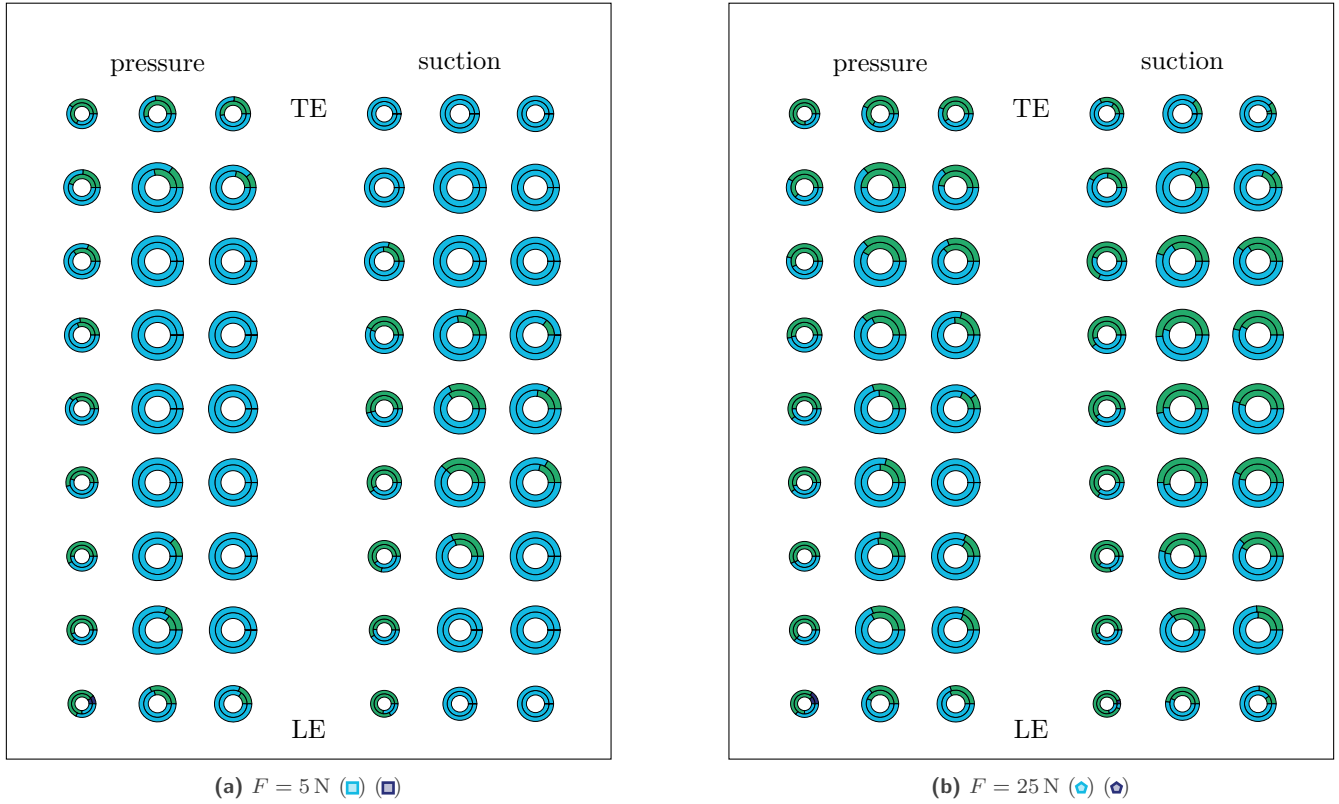 pressure suction
TE
LE
(a) F = 5 N () ()
pressure suction
TE
LE
(b) F = 25 N () ()